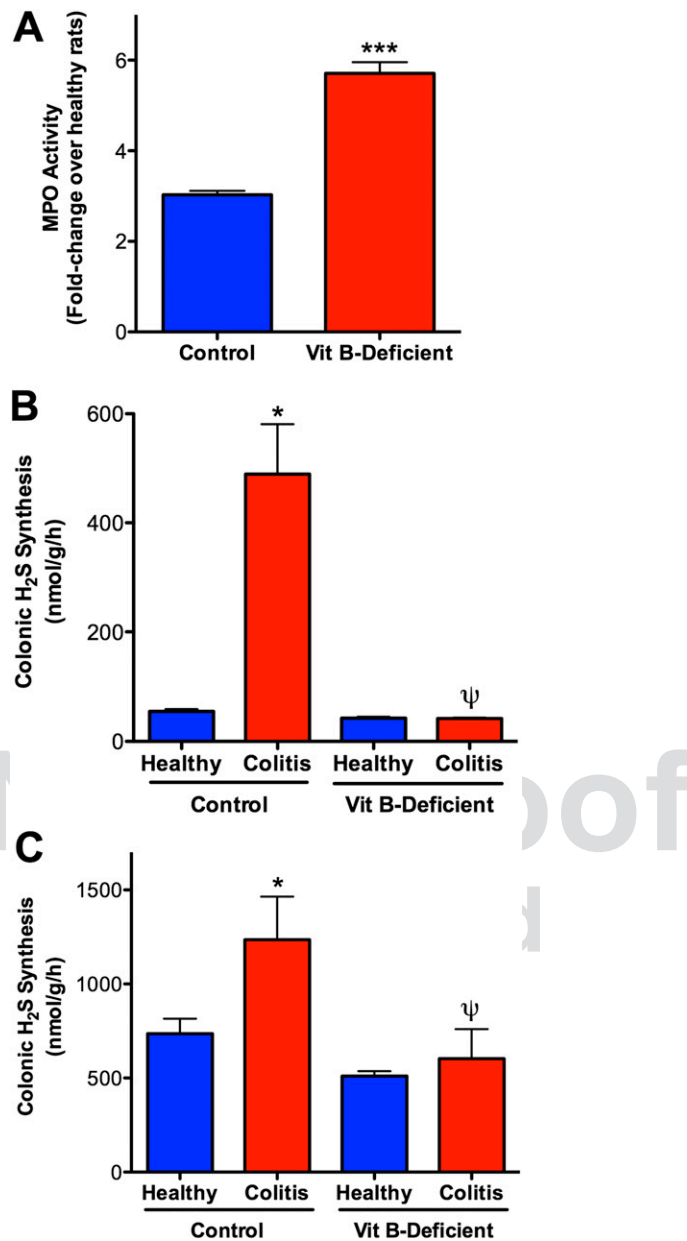 A
MPO Activity
(Fold-change over healthy rats)
6
4
2
0
***
Control Vit B-Deficient
B
Colonic H₂S Synthesis
(nmol/g/h)
600
400
200
0
*
ψ
Healthy Colitis Healthy Colitis
Control Vit B-Deficient
oof
C
Colonic H₂S Synthesis
(nmol/g/h)
1500
1000
500
0
*
ψ
Healthy Colitis Healthy Colitis
Control Vit B-Deficient
d